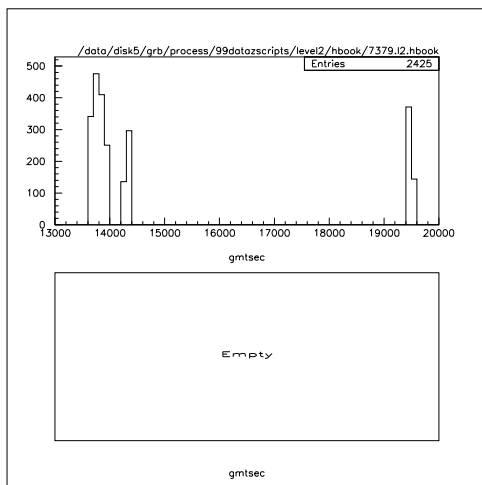 /data/disk5/grb/process/99datazscripts/level2/hbook/7379.l2.hbook
Entries 2425
500
400
300
200
100
0
13000 14000 15000 16000 17000 18000 19000 20000
gmtsec
Empty
gmtsec